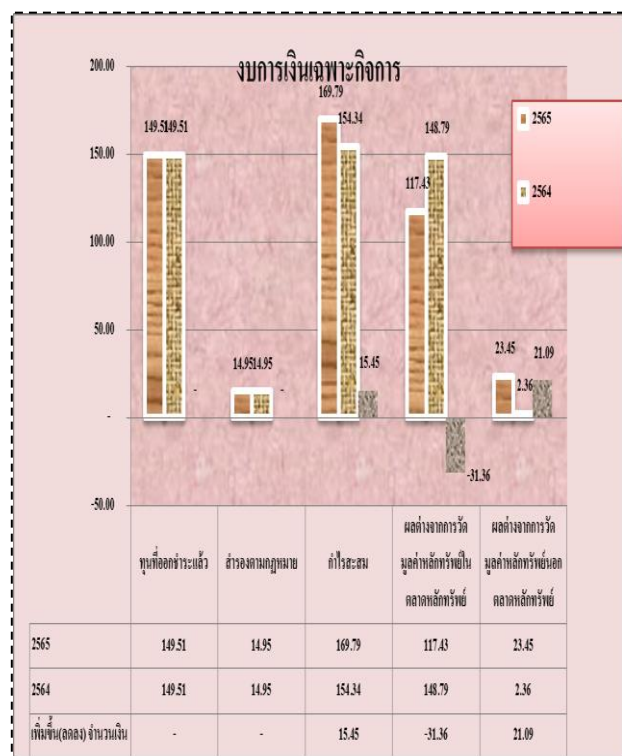 งบการเงินเฉพาะกิจการ
200.00
150.00
100.00
50.00
-
-50.00
149.51 149.51 -
14.95 14.95 -
169.79 154.34 15.45
117.43 148.79 -31.36
23.45 2.36 21.09
2565
2564
ทุนที่ออกชำระแล้ว
สำรองตามกฎหมาย
กำไรสะสม
ผลต่างจากการวัด
มูลค่าหลักทรัพย์ใน
ตลาดหลักทรัพย์
ผลต่างจากการวัด
มูลค่าหลักทรัพย์นอก
ตลาดหลักทรัพย์
2565 149.51 14.95 169.79 117.43 23.45
2564 149.51 14.95 154.34 148.79 2.36
เพิ่มขึ้น(ลดลง) จำนวนเงิน - - 15.45 -31.36 21.09